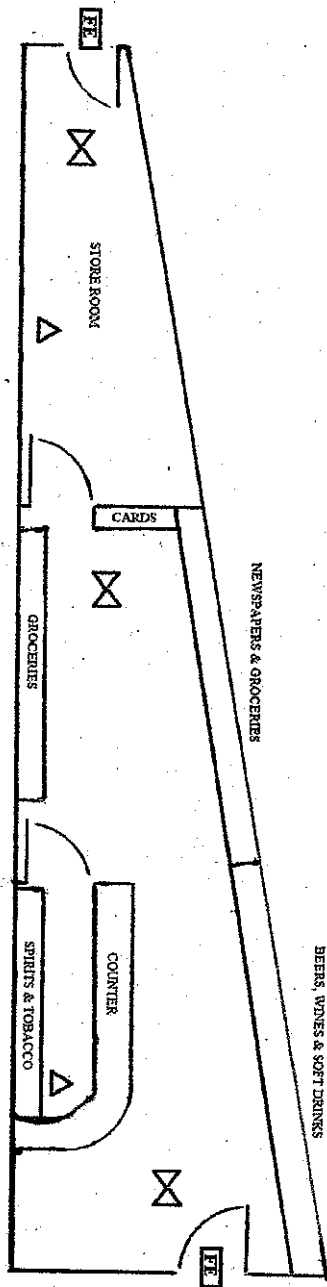 FE
STORE ROOM
CARDS
NEWSPAPERS & GROCERIES
GROCERIES
BEERS, WINES & SOFT DRINKS
COUNTER
SPIRITS & TOBACCO
FE